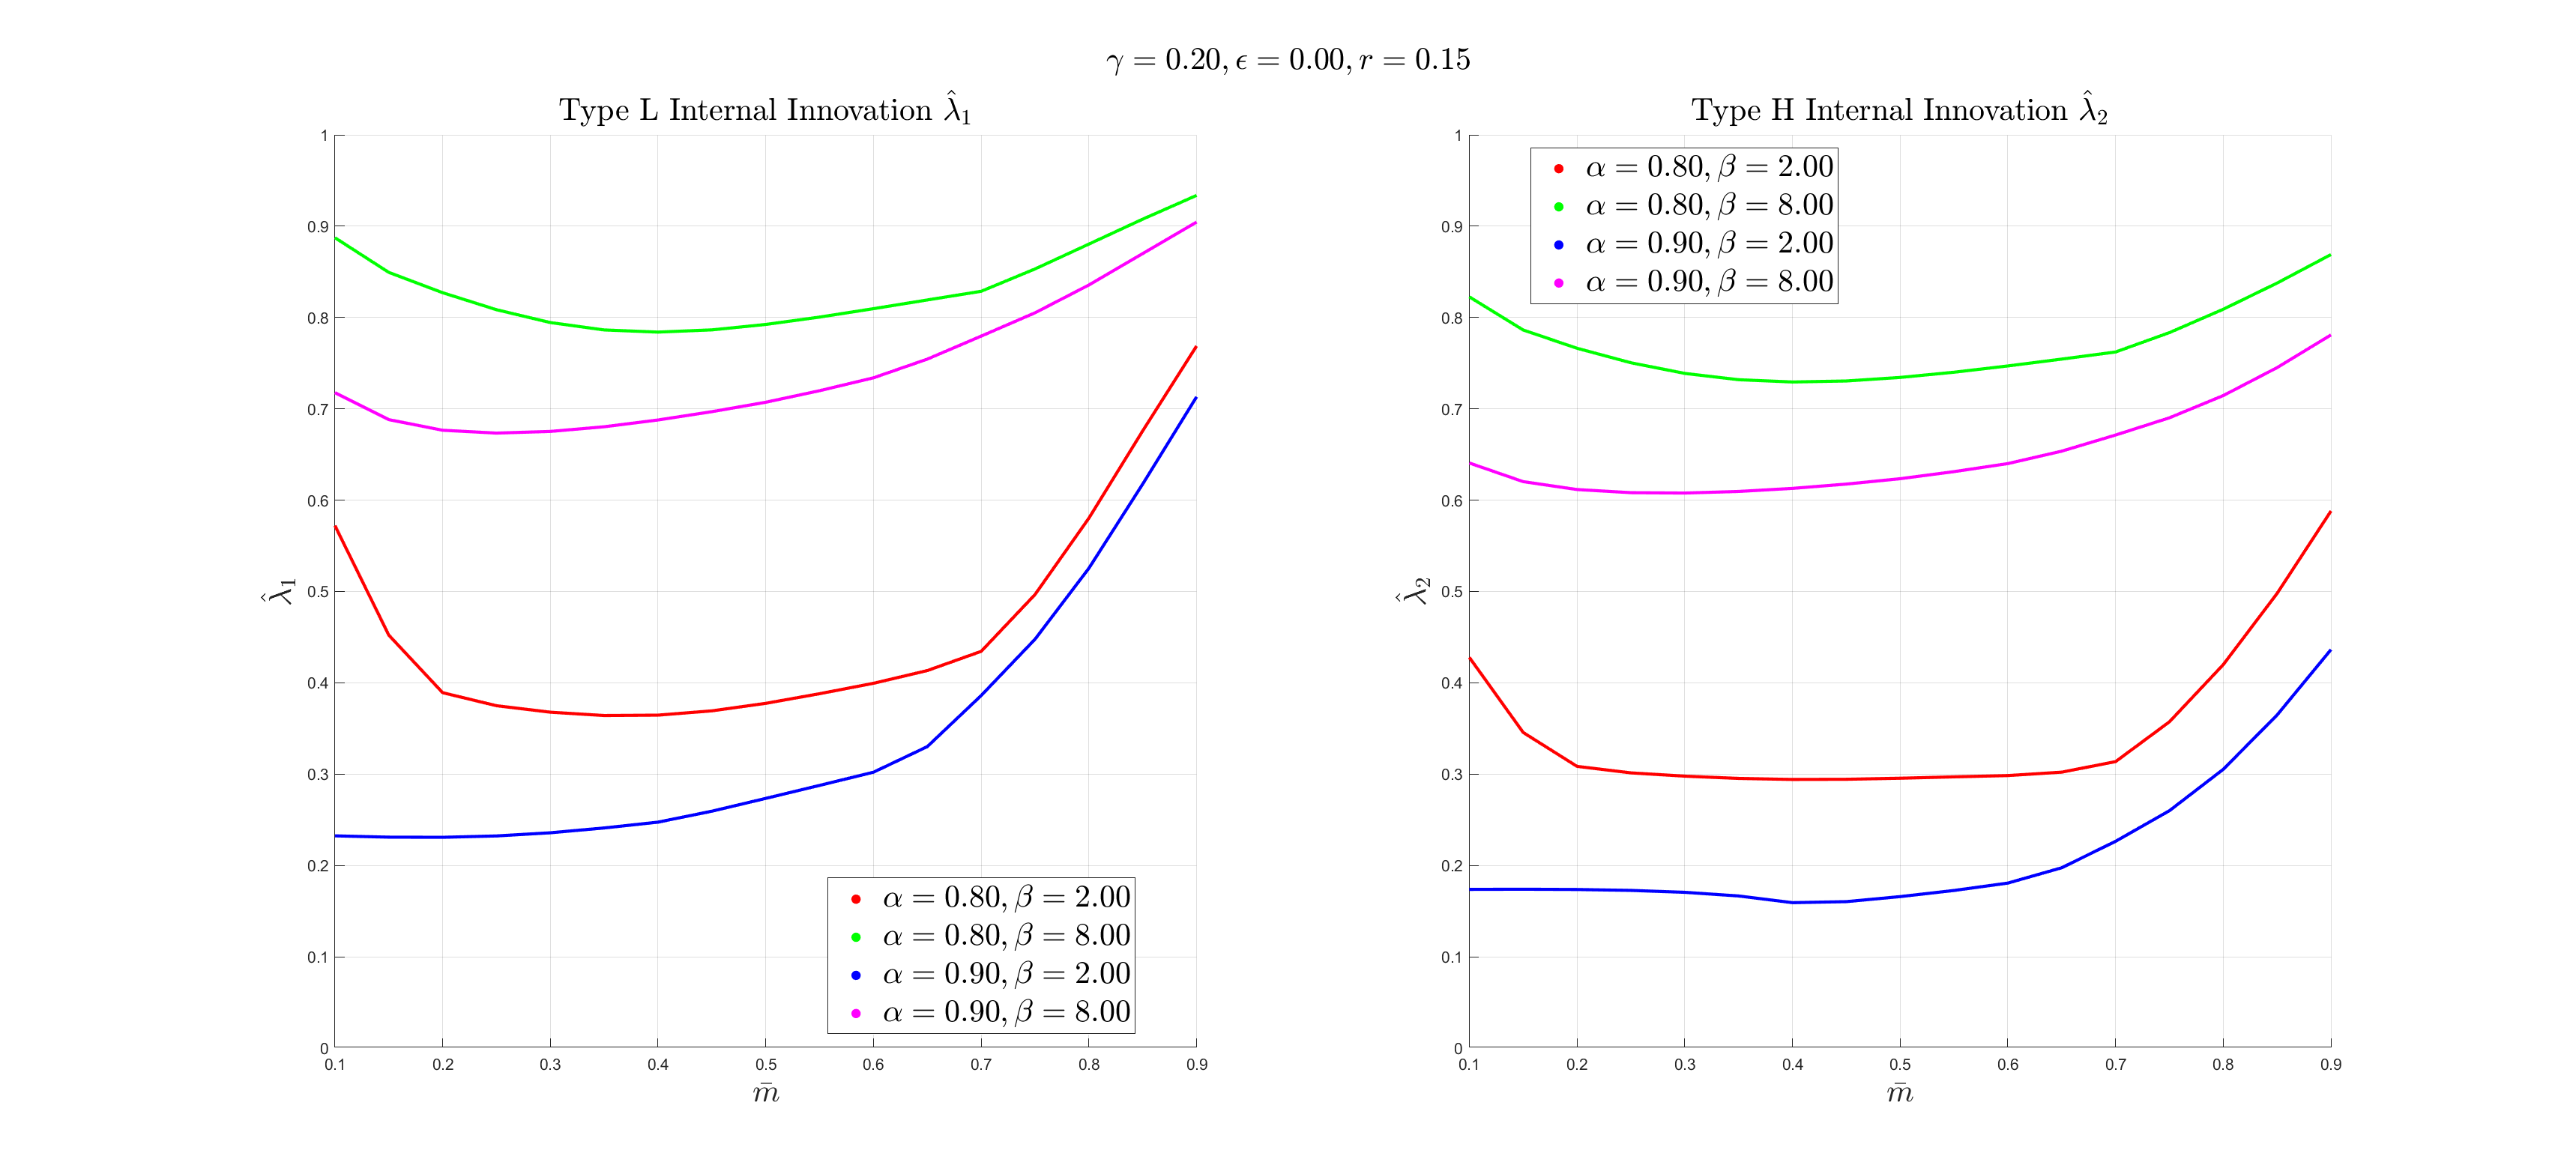 γ = 0.20, ϵ = 0.00, r = 0.15
Type L Internal Innovation λ̂₁
1
0.9
0.8
0.7
0.6
0.5
0.4
0.3
0.2
0.1
0
λ̂₁
α = 0.80, β = 2.00
α = 0.80, β = 8.00
α = 0.90, β = 2.00
α = 0.90, β = 8.00
0.1 0.2 0.3 0.4 0.5 0.6 0.7 0.8 0.9
m̄
Type H Internal Innovation λ̂₂
α = 0.80, β = 2.00
α = 0.80, β = 8.00
α = 0.90, β = 2.00
α = 0.90, β = 8.00
1
0.9
0.8
0.7
0.6
0.5
0.4
0.3
0.2
0.1
0
λ̂₂
0.1 0.2 0.3 0.4 0.5 0.6 0.7 0.8 0.9
m̄